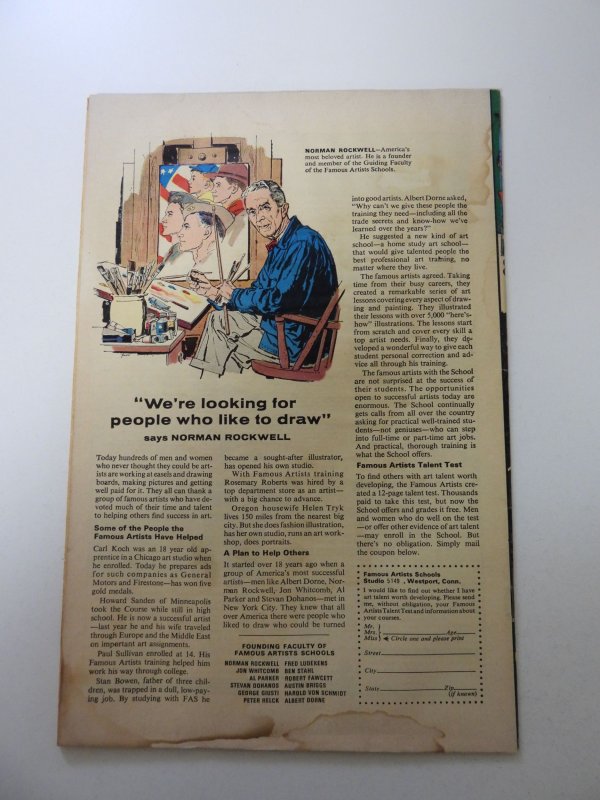 NORMAN ROCKWELL—America's
most beloved artist. He is a founder
and member of the Guiding Faculty
of the Famous Artists Schools.
"We're looking for
people who like to draw"
says NORMAN ROCKWELL
Today hundreds of men and women
who never thought they could be art-
ists are working at easels and drawing
boards, making pictures and getting
well paid for it. They all can thank a
group of famous artists who have de-
voted much of their time and talent
to helping others find success in art.
Some of the People the
Famous Artists Have Helped
Carl Koch was an 18 year old ap-
prentice in a Chicago art studio when
he enrolled. Today he prepares ads
for such companies as General
Motors and Firestone—has won five
gold medals.
Howard Sanden of Minneapolis
took the Course while still in high
school. He is now a successful artist
—last year he and his wife traveled
through Europe and the Middle East
on important art assignments.
Paul Sullivan enrolled at 14. His
Famous Artists training helped him
work his way through college.
Stan Bowen, father of three chil-
dren, was trapped in a dull, low-pay-
ing job. By studying with FAS he
became a sought-after illustrator,
has opened his own studio.
With Famous Artists training
Rosemary Roberts was hired by a
top department store as an artist—
with a big chance to advance.
Oregon housewife Helen Tryk
lives 150 miles from the nearest big
city. But she does fashion illustration,
has her own studio, runs an art work-
shop, does portraits.
A Plan to Help Others
It started over 18 years ago when a
group of America's most successful
artists—men like Albert Dorne, Nor-
man Rockwell, Jon Whitcomb, Al
Parker and Stevan Dohanos—met in
New York City. They knew that all
over America there were people who
liked to draw who could be turned
FOUNDING FACULTY OF
FAMOUS ARTISTS SCHOOLS
NORMAN ROCKWELL FRED LUDEKENS
JON WHITCOMB BEN STAHL
AL PARKER ROBERT FAWCETT
STEVAN DOHANOS AUSTIN BRIGGS
GEORGE GIUSTI HAROLD VON SCHMIDT
PETER HELCK ALBERT DORNE
into good artists. Albert Dorne asked,
"Why can't we give these people the
training they need—including all the
trade secrets and know-how we've
learned over the years?"
He suggested a new kind of art
school—a home study art school—
that would give talented people the
best professional art training, no
matter where they live.
The famous artists agreed. Taking
time from their busy careers, they
created a remarkable series of art
lessons covering every aspect of draw-
ing and painting. They illustrated
their lessons with over 5,000 "here's-
how" illustrations. The lessons start
from scratch and cover every skill a
top artist needs. Finally, they de-
veloped a wonderful way to give each
student personal correction and ad-
vice all through his training.
The famous artists with the School
are not surprised at the success of
their students. The opportunities
open to successful artists today are
enormous. The School continually
gets calls from all over the country
asking for practical well-trained stu-
dents—not geniuses—who can step
into full-time or part-time art jobs.
And practical, thorough training is
what the School offers.
Famous Artists Talent Test
To find others with art talent worth
developing, the Famous Artists cre-
ated a 12-page talent test. Thousands
paid to take this test, but now the
School offers and grades it free. Men
and women who do well on the test
—or offer other evidence of art talent
—may enroll in the School. But
there's no obligation. Simply mail
the coupon below.
Famous Artists Schools
Studio 5148, Westport, Conn.
I would like to find out whether I have
art talent worth developing. Please send
me, without obligation, your Famous
Artists Talent Test and information about
your courses.
Mr.
Mrs. Age
Miss Circle one and please print
Street
City
State Zip
(if known)